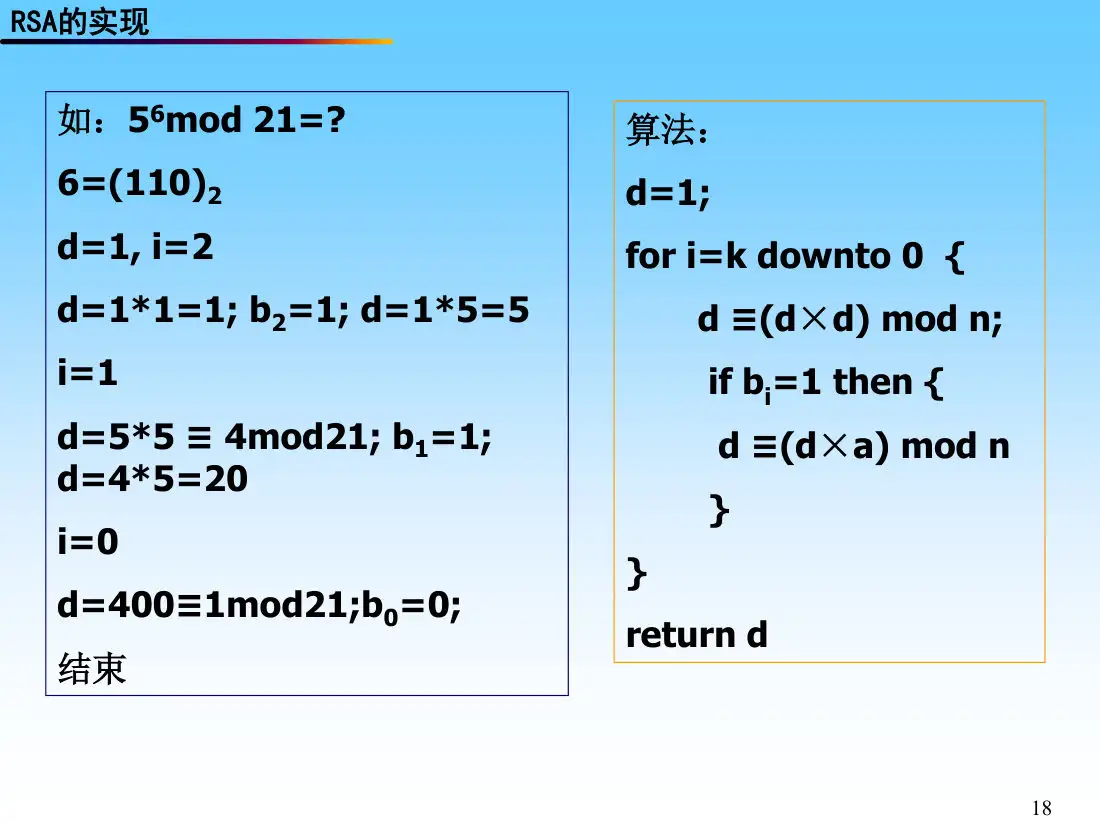 RSA的实现
如：5⁶mod 21=?
6=(110)₂
d=1, i=2
d=1*1=1; b₂=1; d=1*5=5
i=1
d=5*5 ≡ 4mod21; b₁=1;
d=4*5=20
i=0
d=400≡1mod21;b₀=0;
结束
算法：
d=1;
for i=k downto 0 {
d ≡(d×d) mod n;
if bᵢ=1 then {
d ≡(d×a) mod n
}
}
return d
18